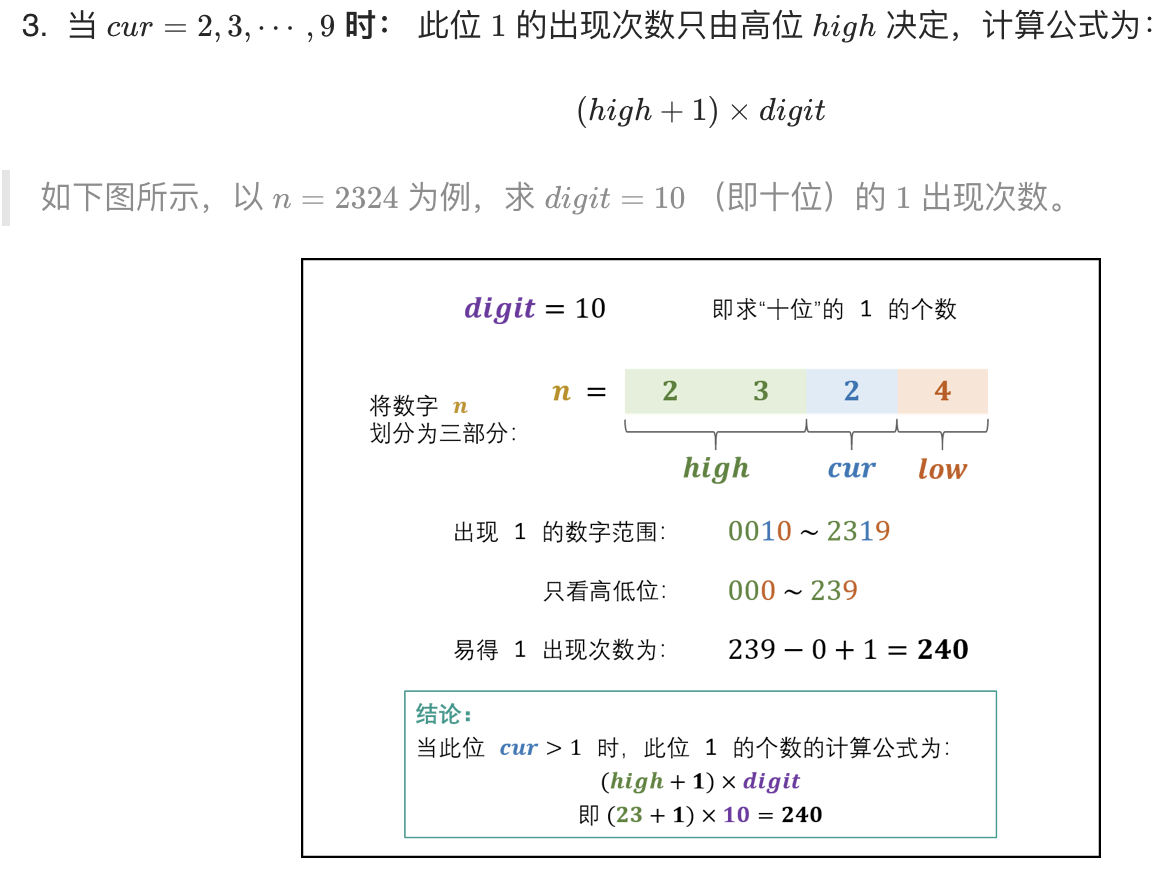 3. 当 cur = 2, 3, ⋯ , 9 时： 此位 1 的出现次数只由高位 high 决定，计算公式为：
(high + 1) × digit
如下图所示，以 n = 2324 为例，求 digit = 10 （即十位）的 1 出现次数。
digit = 10 即求“十位”的 1 的个数
将数字 n
划分为三部分：
n = 2 3 2 4
high cur low
出现 1 的数字范围： 0010 ~ 2319
只看高低位： 000 ~ 239
易得 1 出现次数为： 239 − 0 + 1 = 240
结论：
当此位 cur > 1 时，此位 1 的个数的计算公式为：
(high + 1) × digit
即 (23 + 1) × 10 = 240